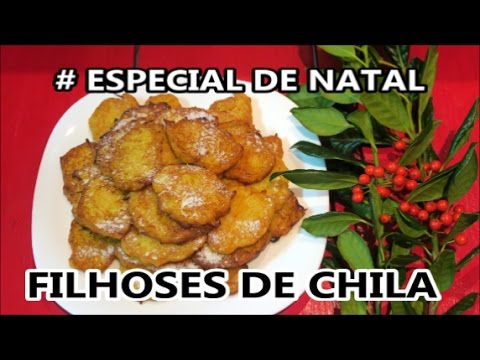 # ESPECIAL DE NATAL
FILHOSES DE CHILA